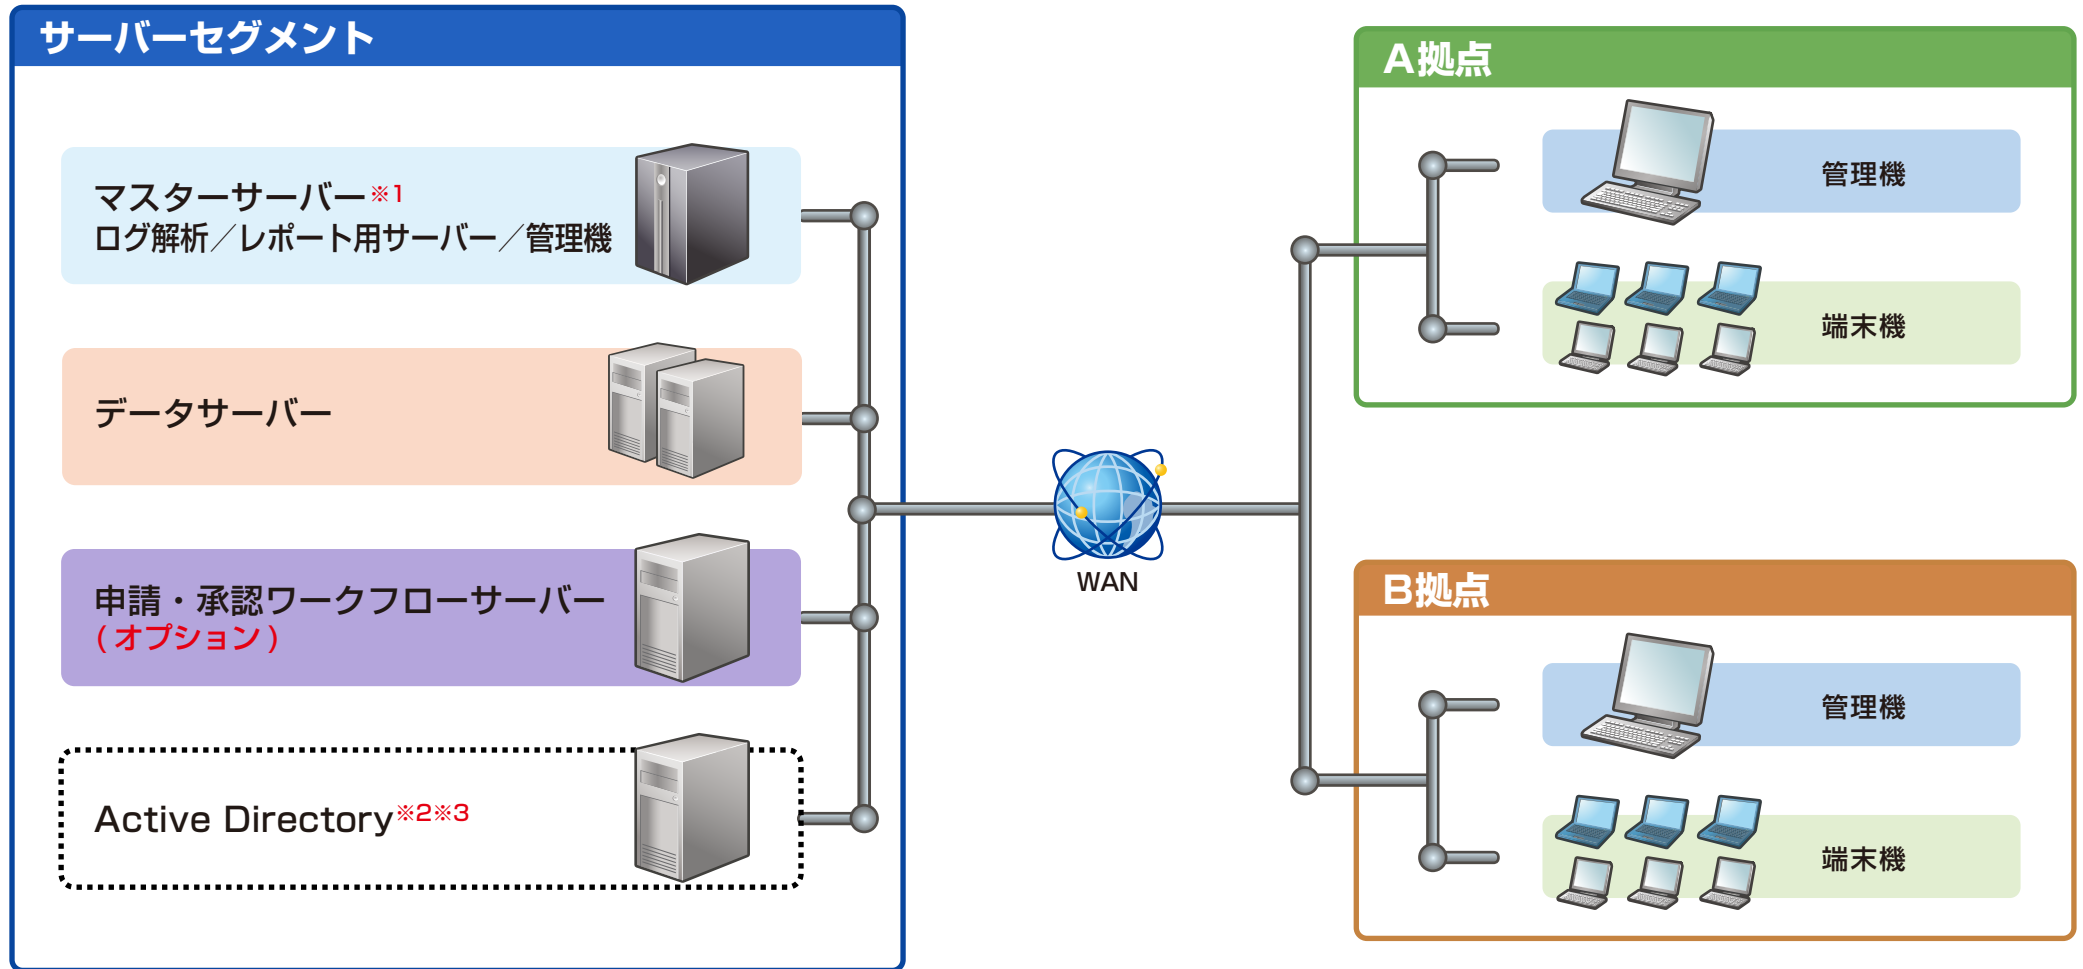 サーバーセグメント
マスターサーバー※1
ログ解析／レポート用サーバー／管理機
データサーバー
申請・承認ワークフローサーバー
(オプション)
Active Directory※2※3
WAN
A拠点
管理機
端末機
B拠点
管理機
端末機